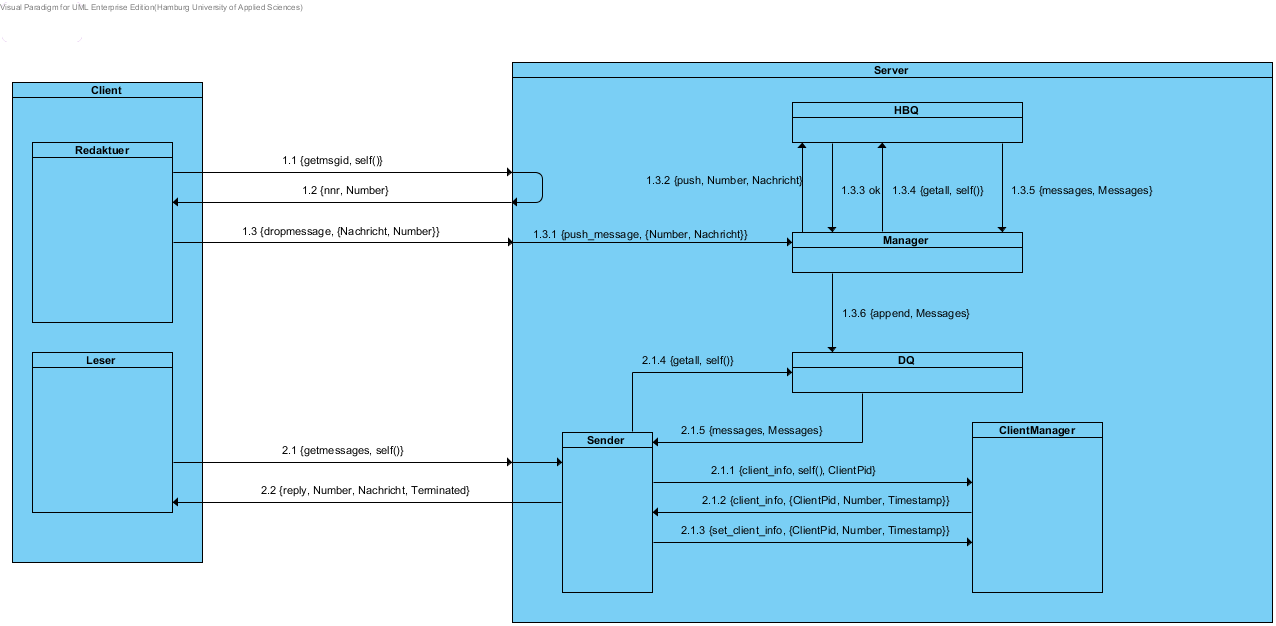 Visual Paradigm for UML Enterprise Edition(Hamburg University of Applied Sciences)
Server
Client
HBQ
Redaktuer
1.1 {getmsgid, self()}
1.2 {nnr, Number}
1.3 {dropmessage, {Nachricht, Number}}
1.3.1 {push_message, {Number, Nachricht}}
1.3.2 {push, Number, Nachricht}
1.3.3 ok
1.3.4 {getall, self()}
1.3.5 {messages, Messages}
Manager
1.3.6 {append, Messages}
Leser
2.1.4 {getall, self()}
DQ
2.1.5 {messages, Messages}
Sender
ClientManager
2.1 {getmessages, self()}
2.1.1 {client_info, self(), ClientPid}
2.2 {reply, Number, Nachricht, Terminated}
2.1.2 {client_info, {ClientPid, Number, Timestamp}}
2.1.3 {set_client_info, {ClientPid, Number, Timestamp}}